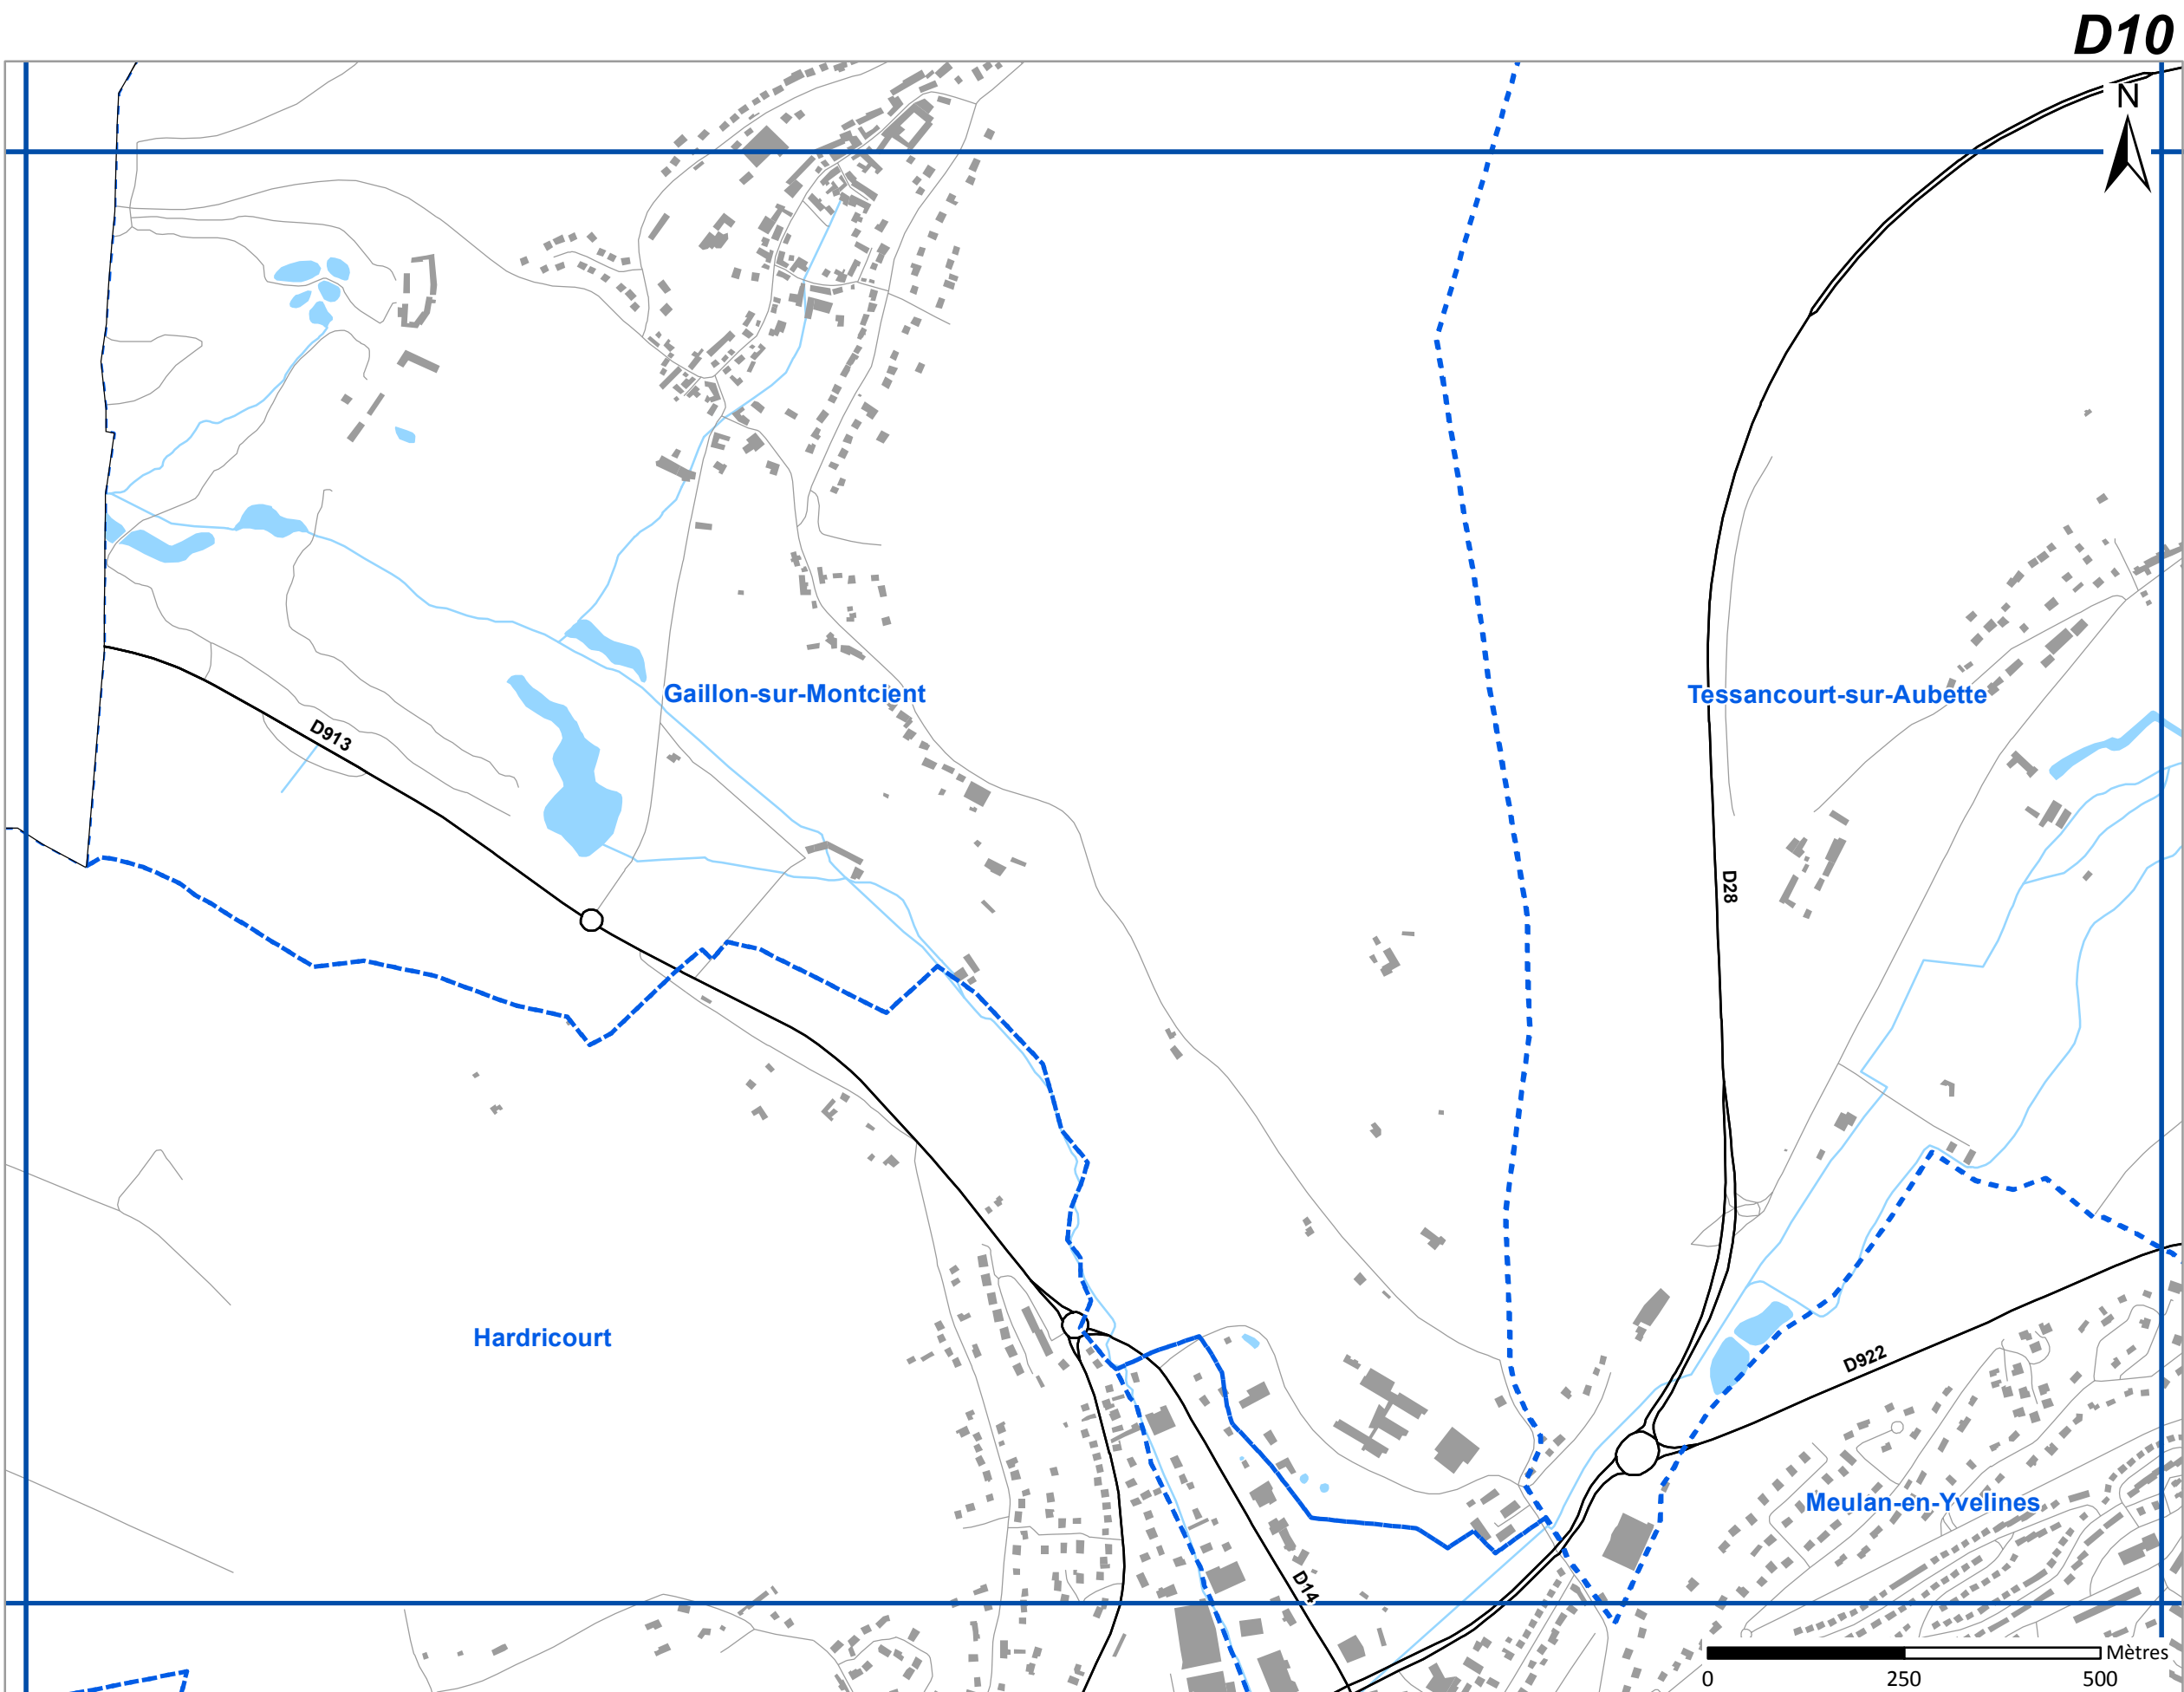 D10
N
Gaillon-sur-Montcient
Tessancourt-sur-Aubette
D913
D28
Hardricourt
D922
Meulan-en-Yvelines
D14
Mètres
0 250 500